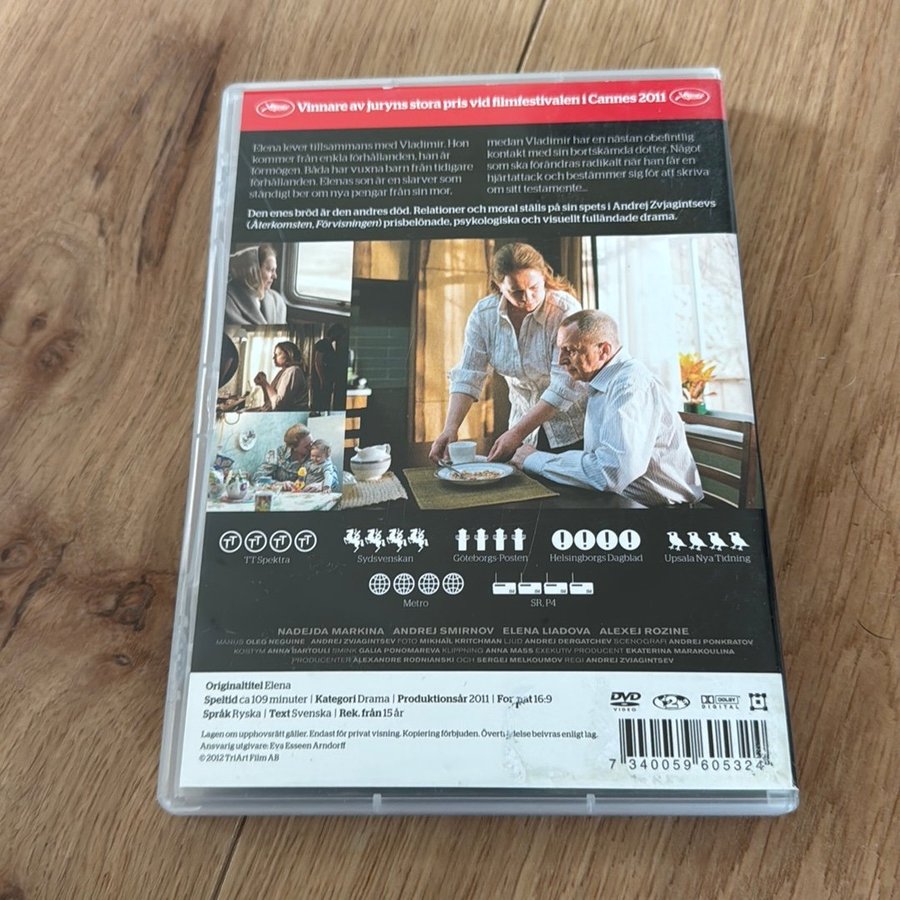 Vinnare av juryns stora pris vid filmfestivalen i Cannes 2011
Elena lever tillsammans med Vladimir. Hon
kommer från enkla förhållanden, han är
förmögen. Båda har vuxna barn från tidigare
förhållanden. Elenas son är en slarver som
ständigt ber om nya pengar från sin mor,
medan Vladimir har en nästan obefintlig
kontakt med sin bortskämda dotter. Något
som ska förändras radikalt när han får en
hjärtattack och bestämmer sig för att skriva
om sitt testamente...
Den enes bröd är den andres död. Relationer och moral ställs på sin spets i Andrej Zvjagintsevs
(Återkomsten, Förvisningen) prisbelönade, psykologiska och visuellt fulländade drama.
TT TT TT TT
TT Spektra
Sydsvenskan
Göteborgs-Posten
Helsingborgs Dagblad
Upsala Nya Tidning
Metro
SR, P4
NADEJDA MARKINA ANDREJ SMIRNOV ELENA LIADOVA ALEXEJ ROZINE
MANUS OLEG NEGUINE ANDREJ ZVJAGINTSEV FOTO MIKHAIL KRITCHMAN LJUD ANDREJ DERGATCHEV SCENOGRAFI ANDREJ PONKRATOV
KOSTYM ANNA BARTOULI SMINK GALIA PONOMAREVA KLIPPNING ANNA MASS EXEKUTIV PRODUCENT EKATERINA MARAKOULINA
PRODUCENTER ALEXANDRE RODNIANSKI OCH SERGEJ MELKOUMOV REGI ANDREJ ZVJAGINTSEV
Originaltitel Elena
Speltid ca 109 minuter | Kategori Drama | Produktionsår 2011 | Format 16:9
Språk Ryska | Text Svenska | Rek. från 15 år
Lagen om upphovsrätt gäller. Endast för privat visning. Kopiering förbjuden. Överträdelse beivras enligt lag.
Ansvarig utgivare: Eva Esseen Arndorff
© 2012 TriArt Film AB
DVD
VIDEO
2
DOLBY
DIGITAL
7 340059 605324